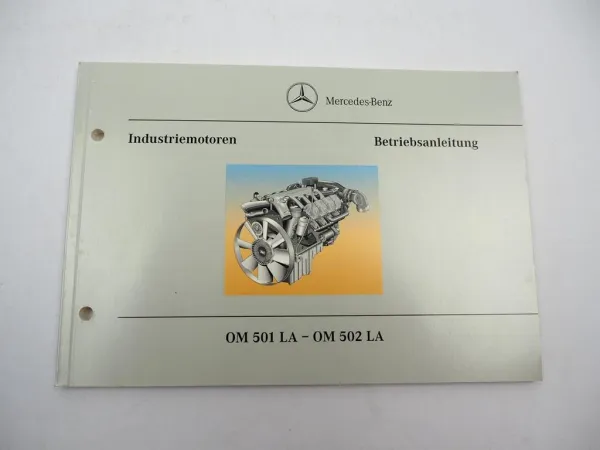 Mercedes-Benz
Industriemotoren Betriebsanleitung
OM 501 LA – OM 502 LA